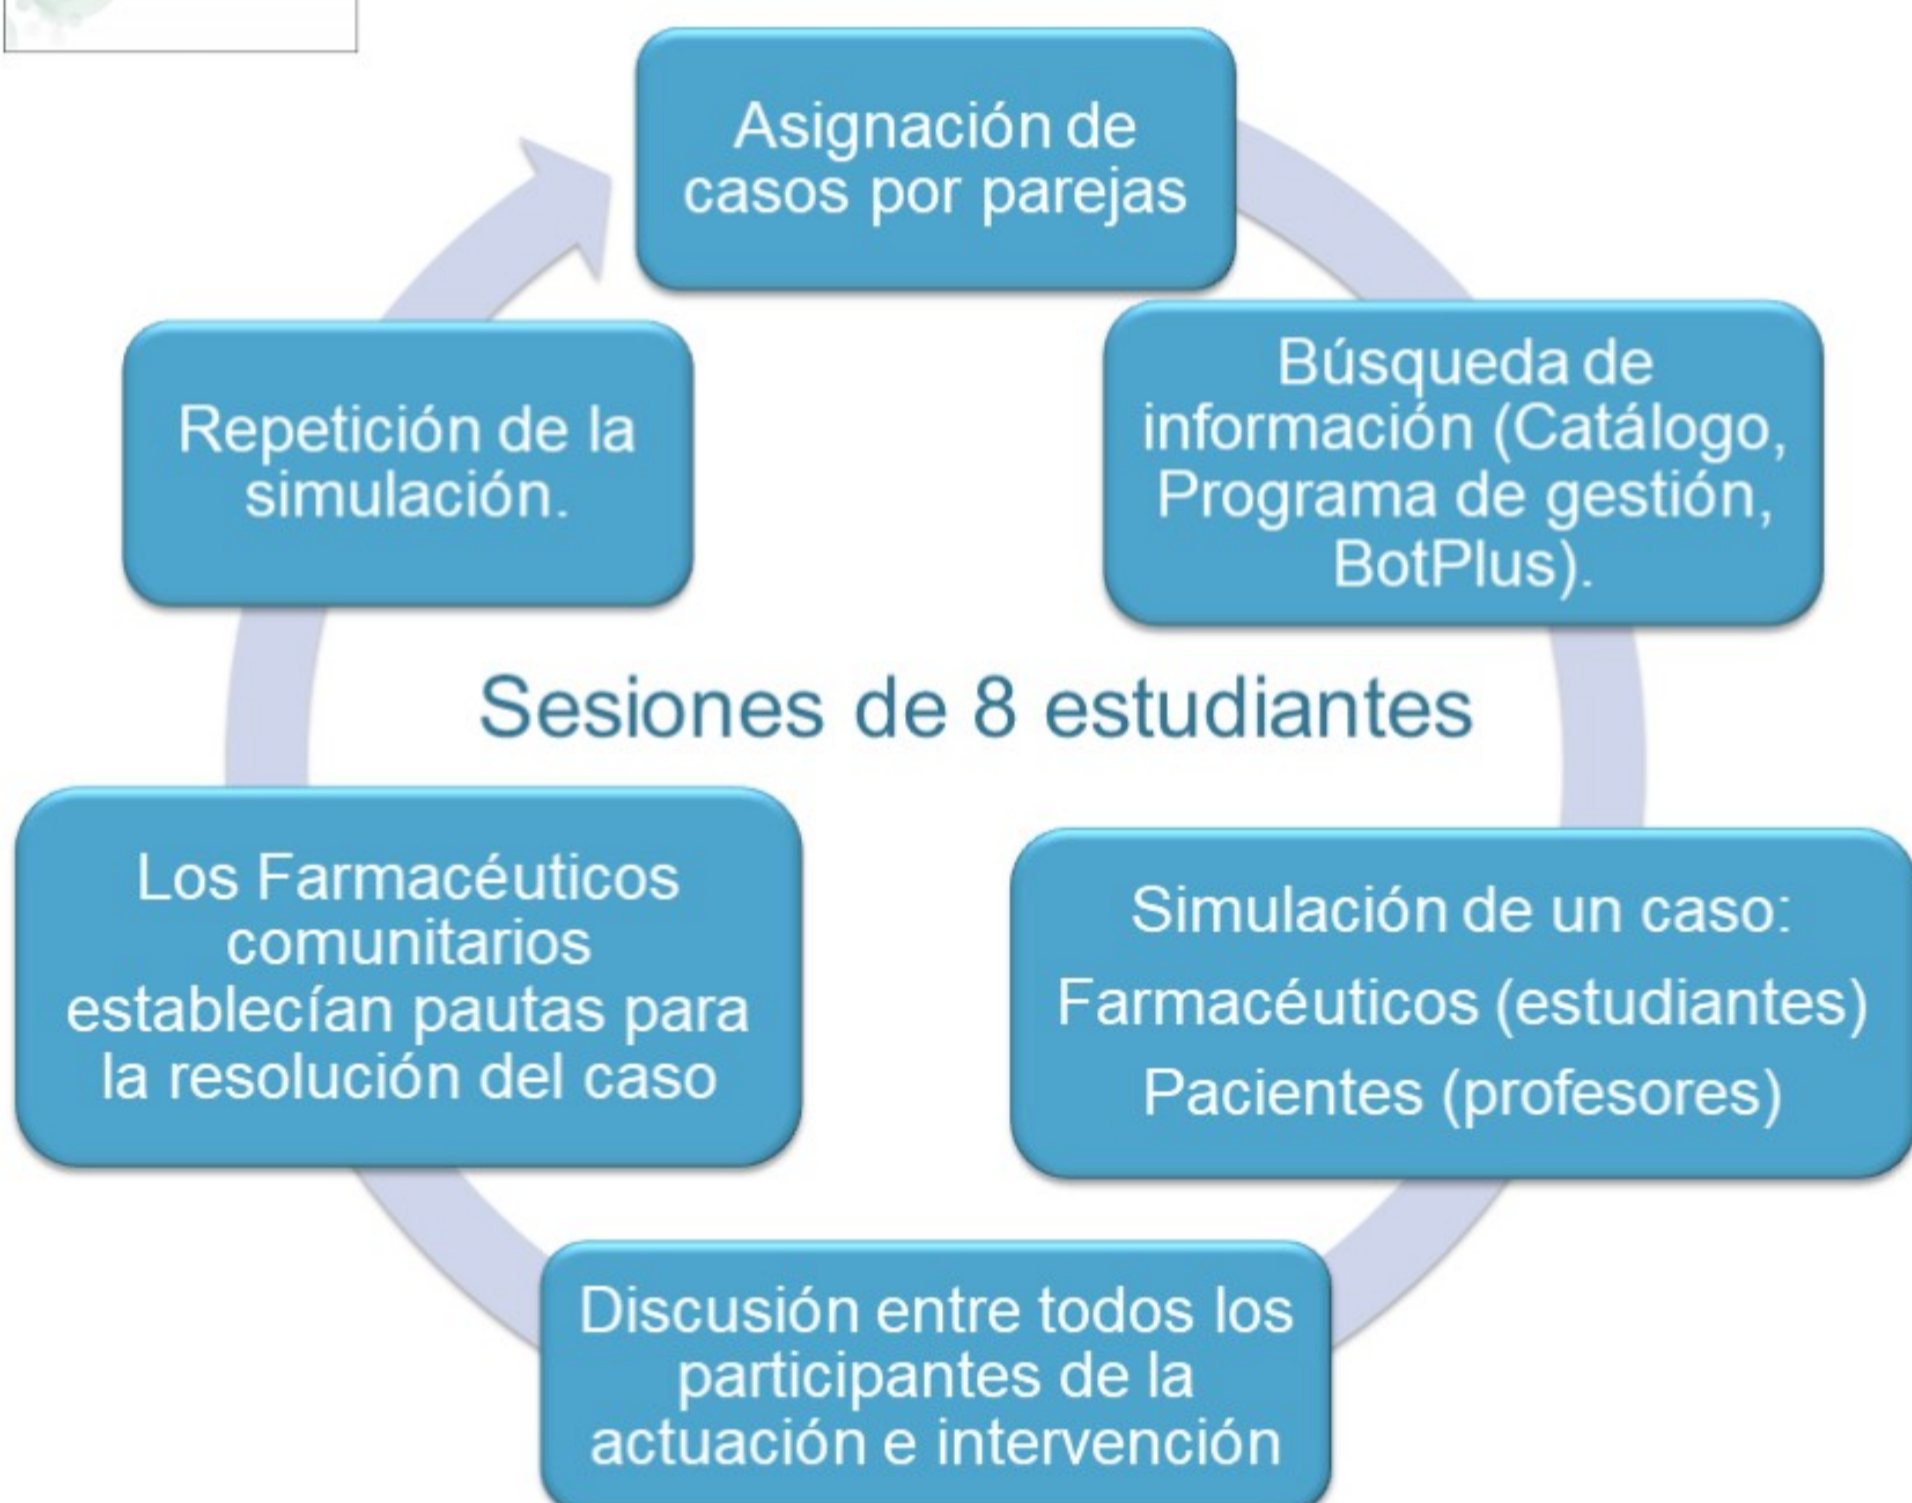 Asignación de
casos por parejas
Búsqueda de
información (Catálogo,
Programa de gestión,
BotPlus).
Simulación de un caso:
Farmacéuticos (estudiantes)
Pacientes (profesores)
Discusión entre todos los
participantes de la
actuación e intervención
Los Farmacéuticos
comunitarios
establecían pautas para
la resolución del caso
Repetición de la
simulación.
Sesiones de 8 estudiantes